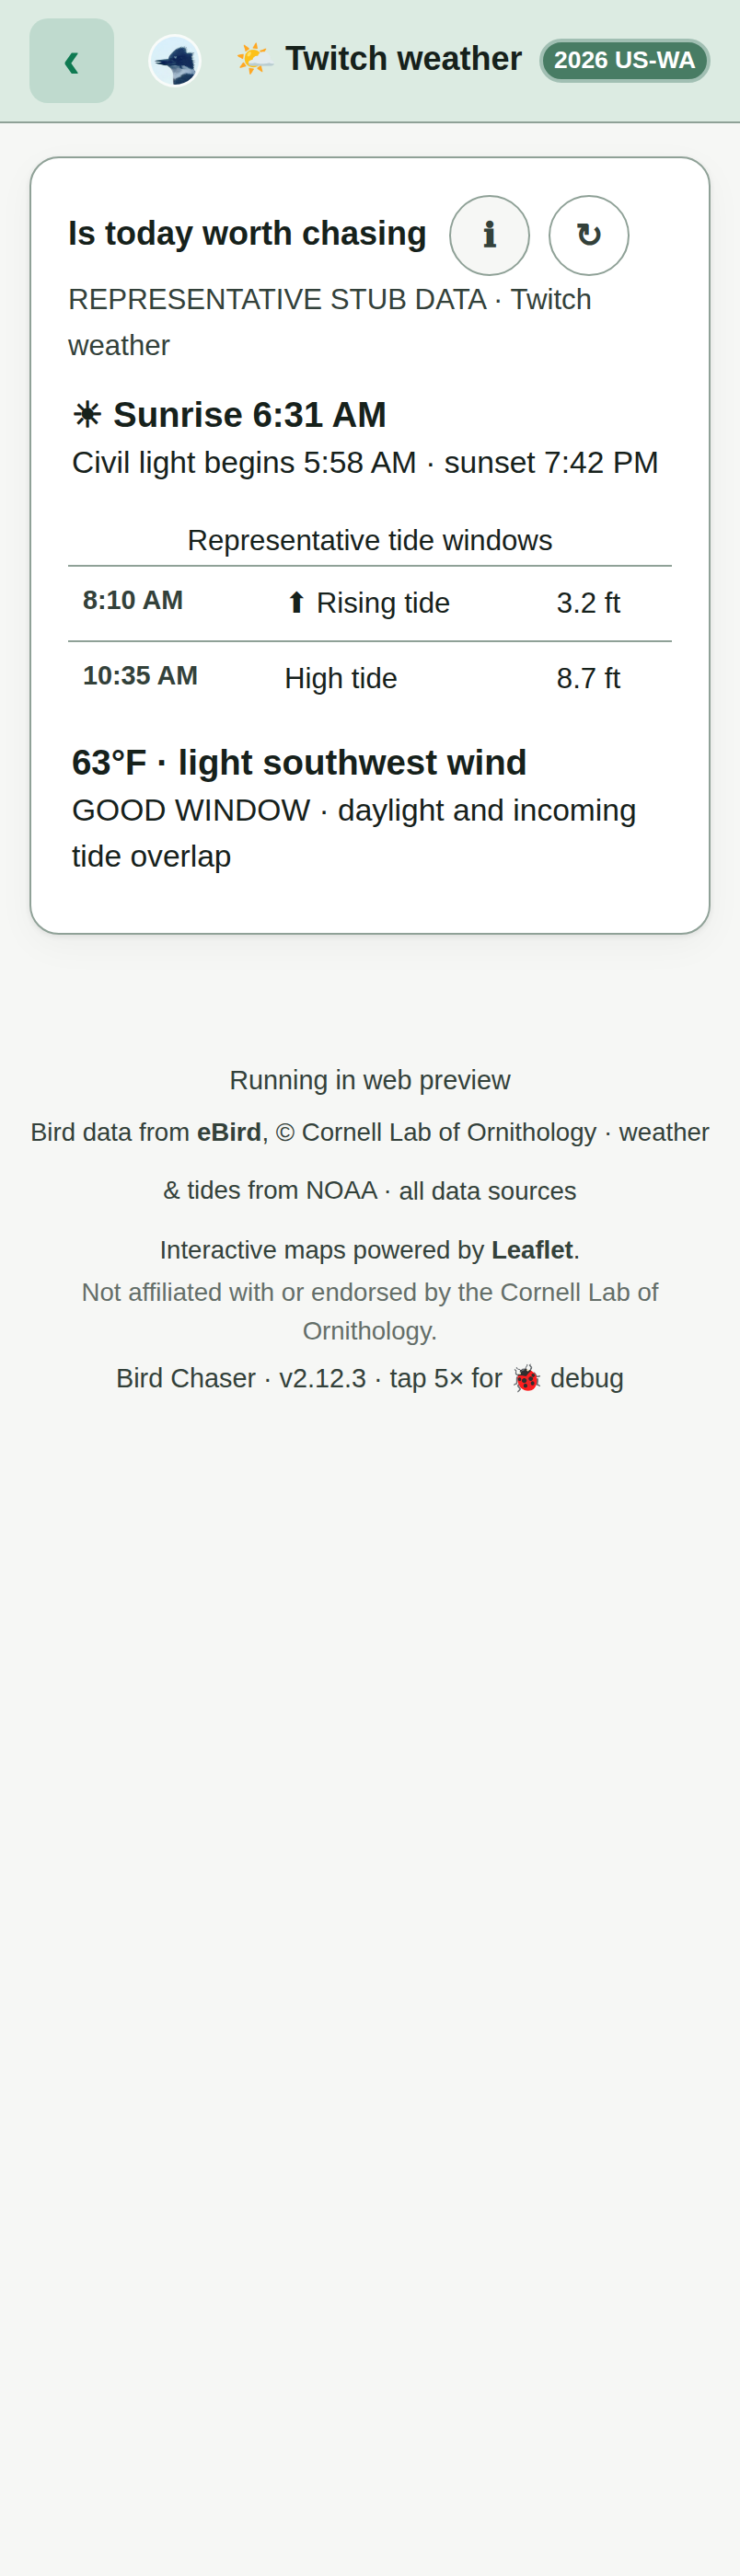 ‹ 🌤️ Twitch weather 2026 US-WA
Is today worth chasing ℹ ↻
REPRESENTATIVE STUB DATA · Twitch
weather
☀ Sunrise 6:31 AM
Civil light begins 5:58 AM · sunset 7:42 PM
Representative tide windows
8:10 AM ⬆ Rising tide 3.2 ft
10:35 AM High tide 8.7 ft
63°F · light southwest wind
GOOD WINDOW · daylight and incoming
tide overlap
Running in web preview
Bird data from eBird, © Cornell Lab of Ornithology · weather
& tides from NOAA · all data sources
Interactive maps powered by Leaflet.
Not affiliated with or endorsed by the Cornell Lab of
Ornithology.
Bird Chaser · v2.12.3 · tap 5× for 🐞 debug